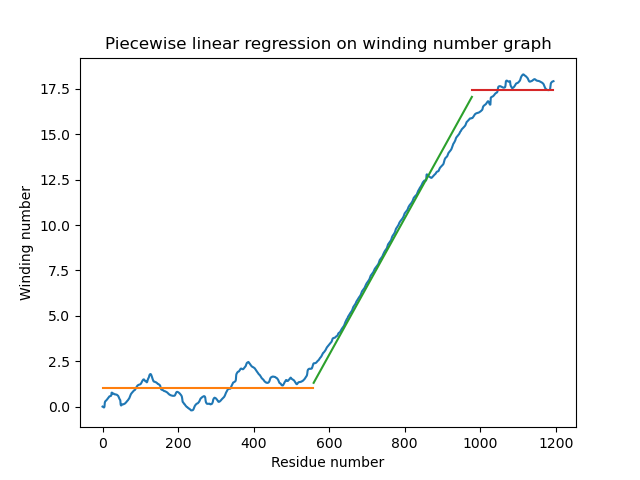 Piecewise linear regression on winding number graph
Winding number
17.5
15.0
12.5
10.0
7.5
5.0
2.5
0.0
0 200 400 600 800 1000 1200
Residue number